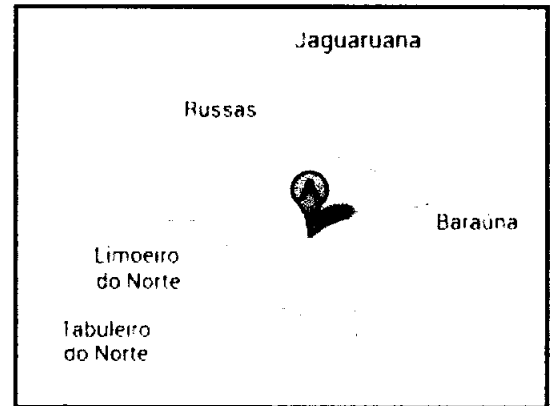 Jaguaruana
Russas
A
Baraúna
Limoeiro
do Norte
Tabuleiro
do Norte